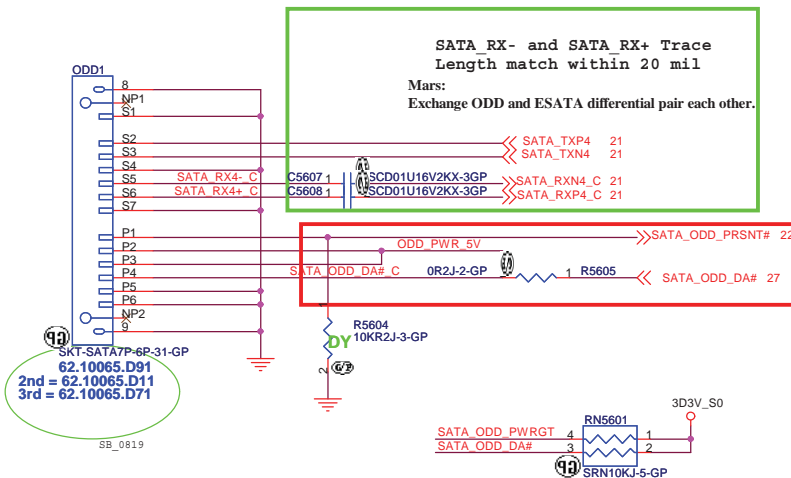 SATA_RX- and SATA_RX+ Trace
Length match within 20 mil
Mars:
Exchange ODD and ESATA differential pair each other.
ODD1
8
NP1
S1
S2
SATA_TXP4 21
S3
SATA_TXN4 21
S4
S5
SATA_RX4-_C
C5607 1
SCD01U16V2KX-3GP
SATA_RXN4_C 21
S6
SATA_RX4+_C
C5608 1
SCD01U16V2KX-3GP
SATA_RXP4_C 21
S7
P1
SATA_ODD_PRSNT# 22
P2
ODD_PWR_5V
P3
P4
SATA_ODD_DA#_C
0R2J-2-GP
1 R5605
SATA_ODD_DA# 27
P5
P6
NP2
9
GP
SKT-SATA7P-6P-31-GP
62.10065.D91
2nd = 62.10065.D11
3rd = 62.10065.D71
SB_0819
1
R5604
DY
10KR2J-3-GP
2
GP
3D3V_S0
RN5601
SATA_ODD_PWRGT 4
1
SATA_ODD_DA# 3
2
GP
SRN10KJ-5-GP